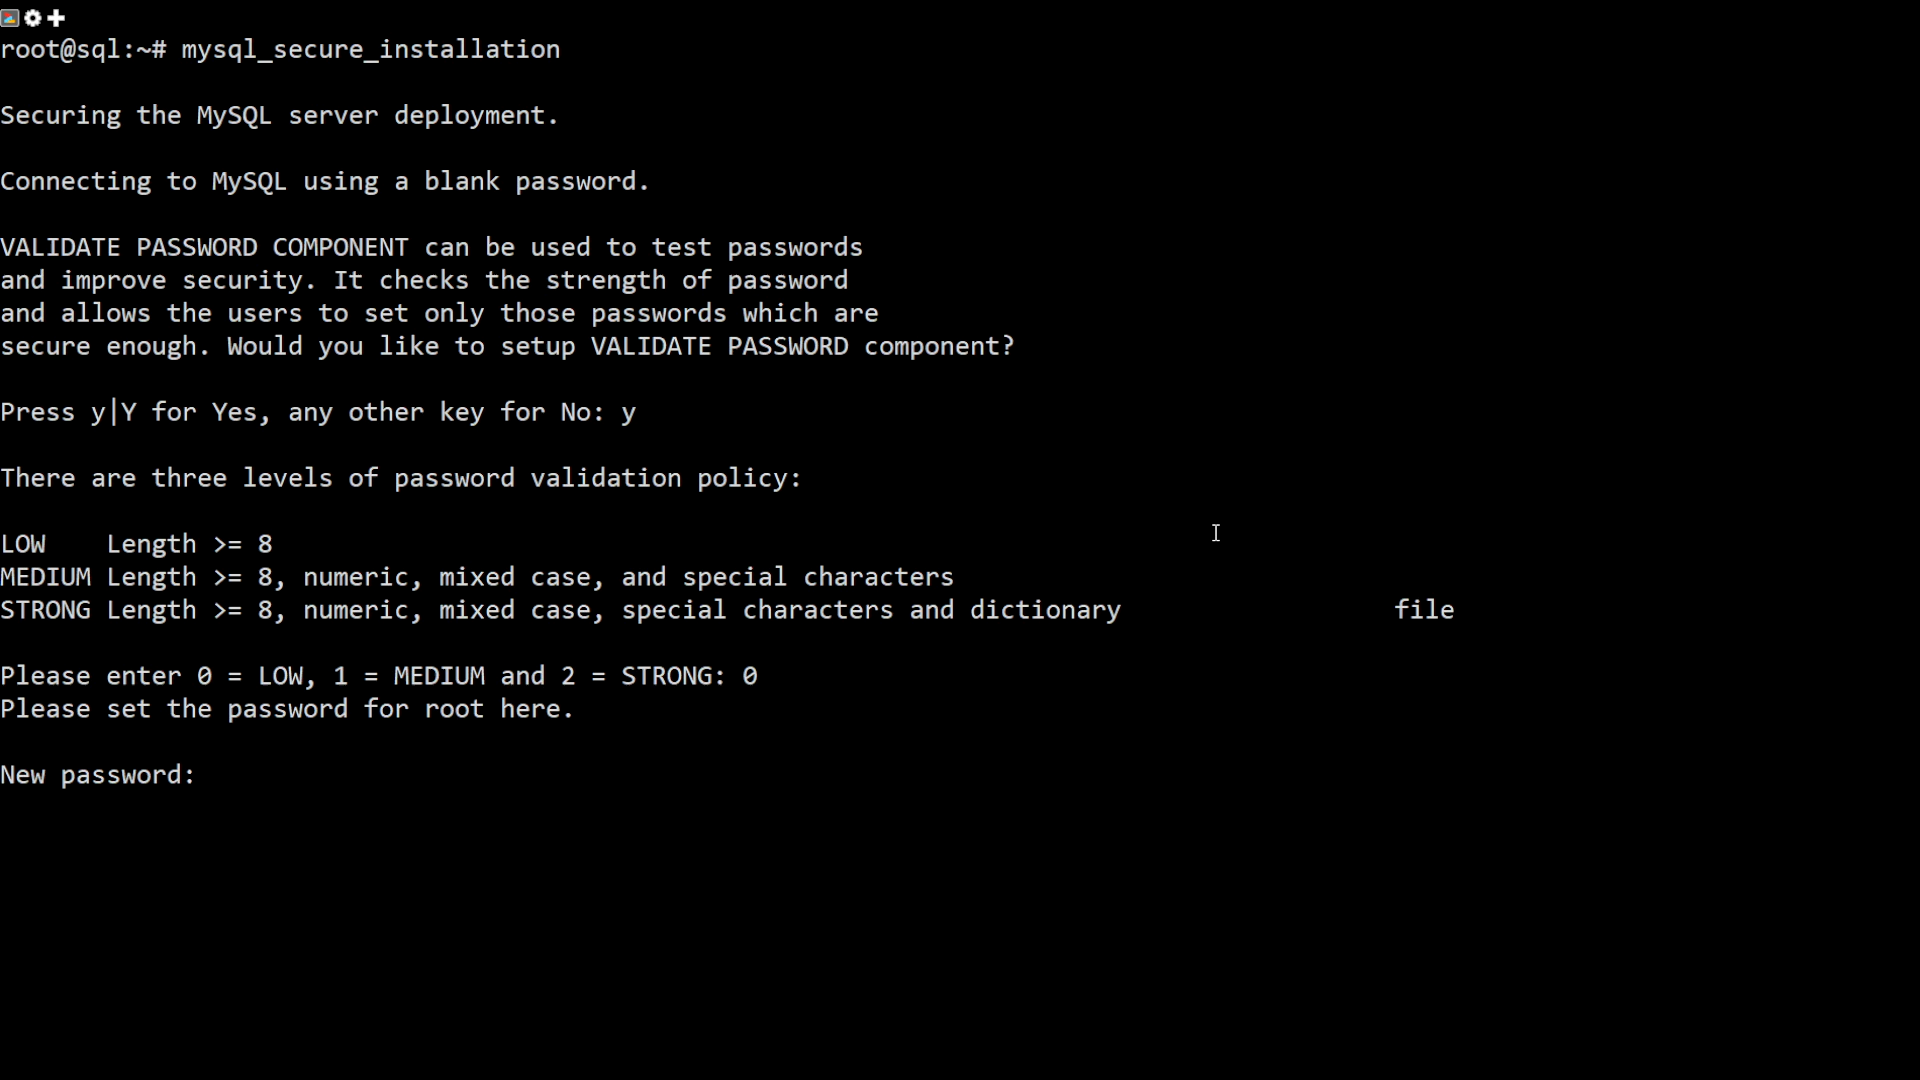 root@sql:~# mysql_secure_installation
Securing the MySQL server deployment.
Connecting to MySQL using a blank password.
VALIDATE PASSWORD COMPONENT can be used to test passwords
and improve security. It checks the strength of password
and allows the users to set only those passwords which are
secure enough. Would you like to setup VALIDATE PASSWORD component?
Press y|Y for Yes, any other key for No: y
There are three levels of password validation policy:
LOW    Length >= 8
MEDIUM Length >= 8, numeric, mixed case, and special characters
STRONG Length >= 8, numeric, mixed case, special characters and dictionary                  file
Please enter 0 = LOW, 1 = MEDIUM and 2 = STRONG: 0
Please set the password for root here.
New password: